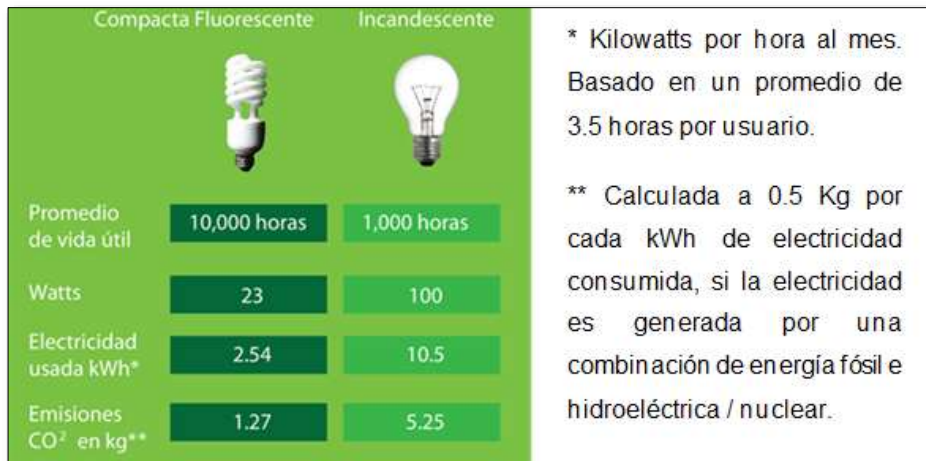 Compacta Fluorescente Incandescente
Promedio
de vida útil
10,000 horas 1,000 horas
Watts 23 100
Electricidad
usada kWh*
2.54 10.5
Emisiones
CO² en kg**
1.27 5.25
* Kilowatts por hora al mes.
Basado en un promedio de
3.5 horas por usuario.
** Calculada a 0.5 Kg por
cada kWh de electricidad
consumida, si la electricidad
es generada por una
combinación de energía fósil e
hidroeléctrica / nuclear.